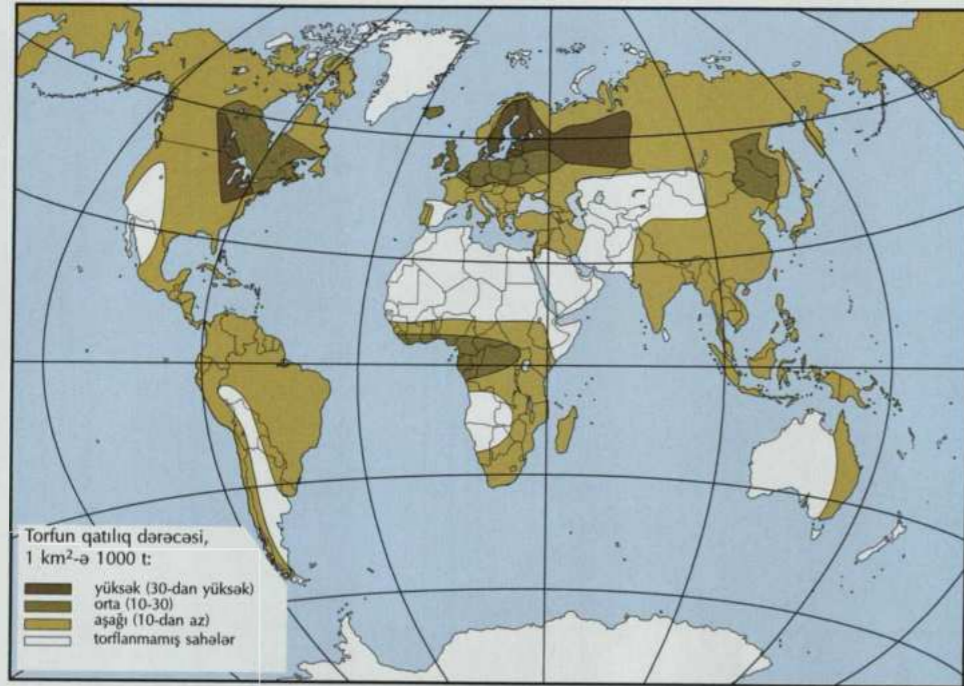 Torfun qatılıq dərəcəsi,
1 km²-ə 1000 t:
yüksək (30-dan yüksək)
orta (10-30)
aşağı (10-dan az)
torflanmamış sahələr